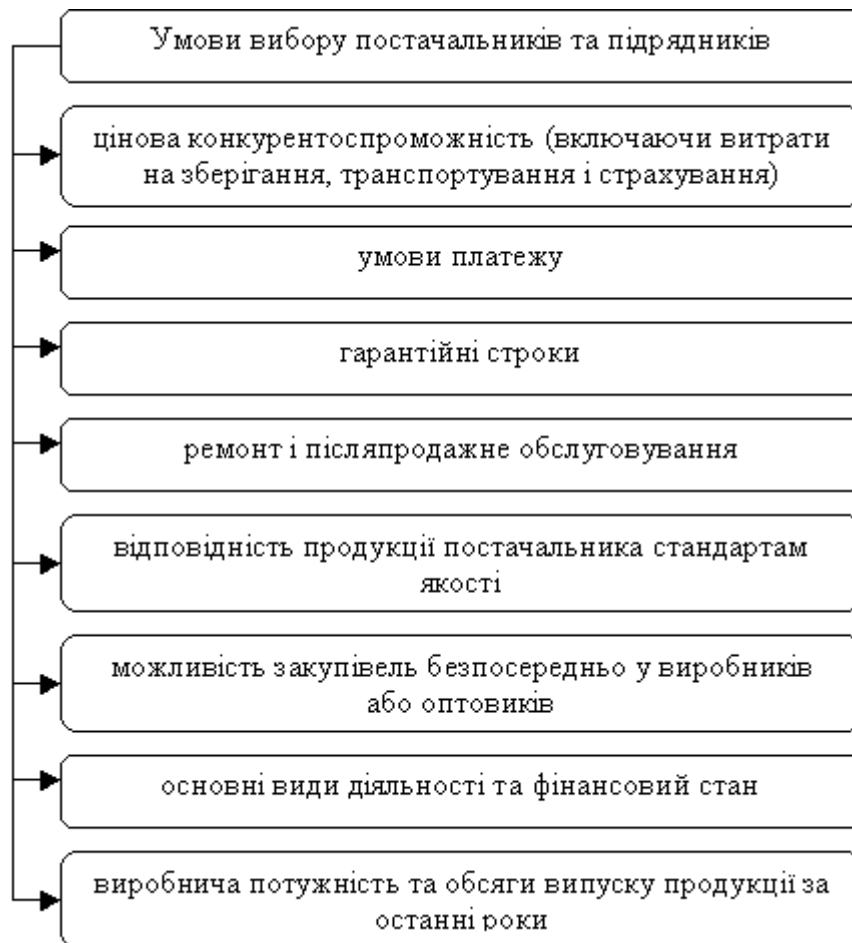 Умови вибору постачальників та підрядників
цінова конкурентоспроможність (включаючи витрати
на зберігання, транспортування і страхування)
умови платежу
гарантійні строки
ремонт і післяпродажне обслуговування
відповідність продукції постачальника стандартам
якості
можливість закупівель безпосередньо у виробників
або оптовиків
основні види діяльності та фінансовий стан
виробнича потужність та обсяги випуску продукції за
останні роки